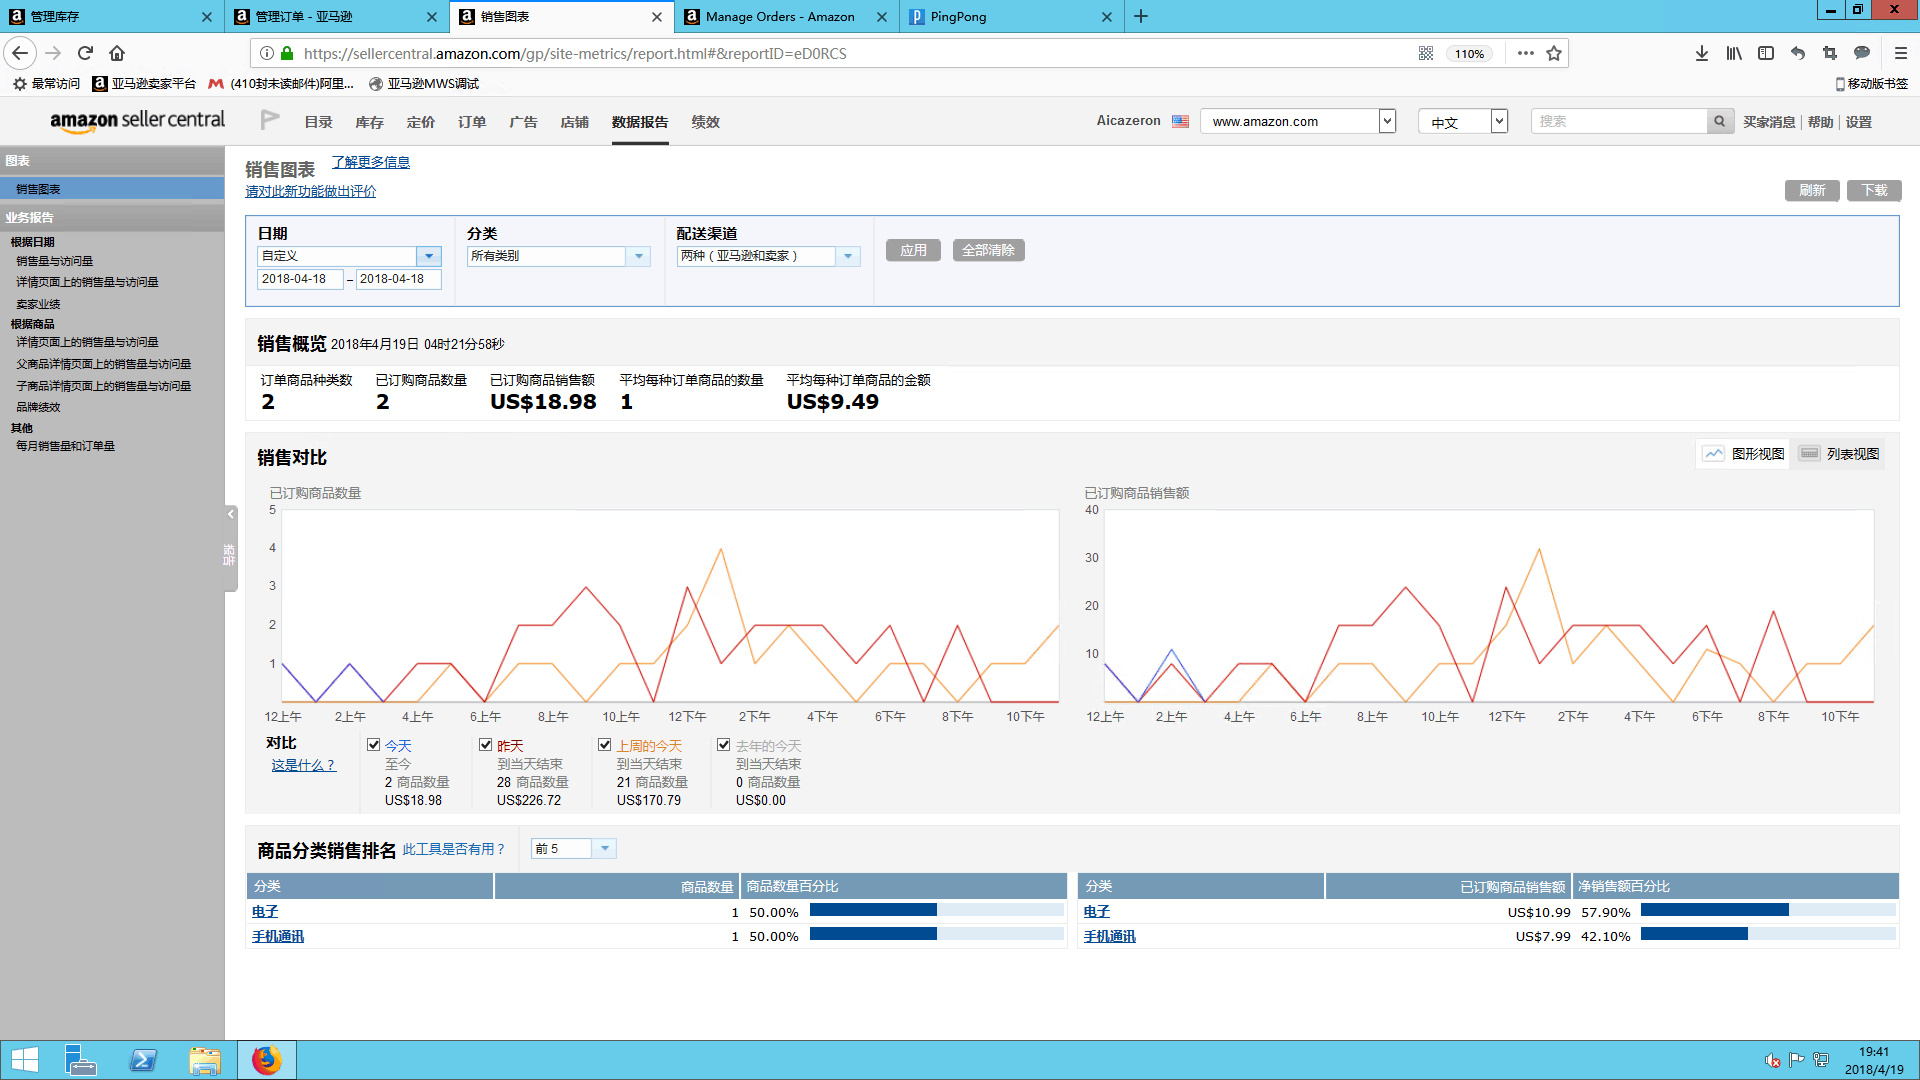 管理库存
管理订单 - 亚马逊
销售图表
Manage Orders - Amazon
PingPong
https://sellercentral.amazon.com/gp/site-metrics/report.html#&reportID=eD0RCS
110%
最常访问
亚马逊卖家平台
(410封未读邮件)阿里...
亚马逊MWS调试
移动版书签
amazon seller central
目录
库存
定价
订单
广告
店铺
数据报告
绩效
Aicazeron
www.amazon.com
中文
搜索
买家消息 | 帮助 | 设置
图表
销售图表
业务报告
根据日期
销售量与访问量
详情页面上的销售量与访问量
卖家业绩
根据商品
详情页面上的销售量与访问量
父商品详情页面上的销售量与访问量
子商品详情页面上的销售量与访问量
品牌绩效
其他
每月销售量和订单量
报告
销售图表
了解更多信息
请对此新功能做出评价
刷新
下载
日期
自定义
2018-04-18 – 2018-04-18
分类
所有类别
配送渠道
两种（亚马逊和卖家）
应用
全部清除
销售概览 2018年4月19日 04时21分58秒
订单商品种类数
2
已订购商品数量
2
已订购商品销售额
US$18.98
平均每种订单商品的数量
1
平均每种订单商品的金额
US$9.49
销售对比
图形视图
列表视图
已订购商品数量
5
4
3
2
1
12上午 2上午 4上午 6上午 8上午 10上午 12下午 2下午 4下午 6下午 8下午 10下午
已订购商品销售额
40
30
20
10
12上午 2上午 4上午 6上午 8上午 10上午 12下午 2下午 4下午 6下午 8下午 10下午
对比
这是什么？
今天
至今
2 商品数量
US$18.98
昨天
到当天结束
28 商品数量
US$226.72
上周的今天
到当天结束
21 商品数量
US$170.79
去年的今天
到当天结束
0 商品数量
US$0.00
商品分类销售排名 此工具是否有用？
前 5
分类 商品数量 商品数量百分比
电子 1 50.00%
手机通讯 1 50.00%
分类 已订购商品销售额 净销售额百分比
电子 US$10.99 57.90%
手机通讯 US$7.99 42.10%
19:41
2018/4/19